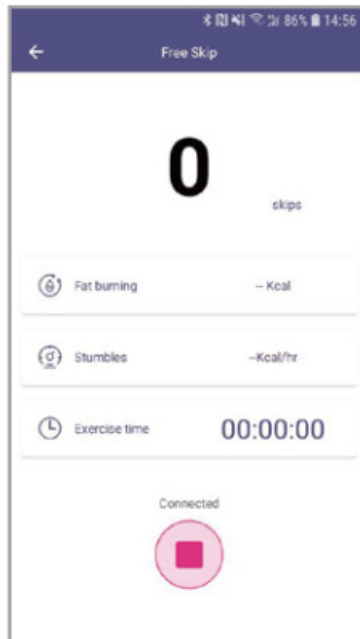 86% 14:56
Free Skip
0
skips
Fat burning -- Kcal
Stumbles --Kcal/hr
Exercise time 00:00:00
Connected